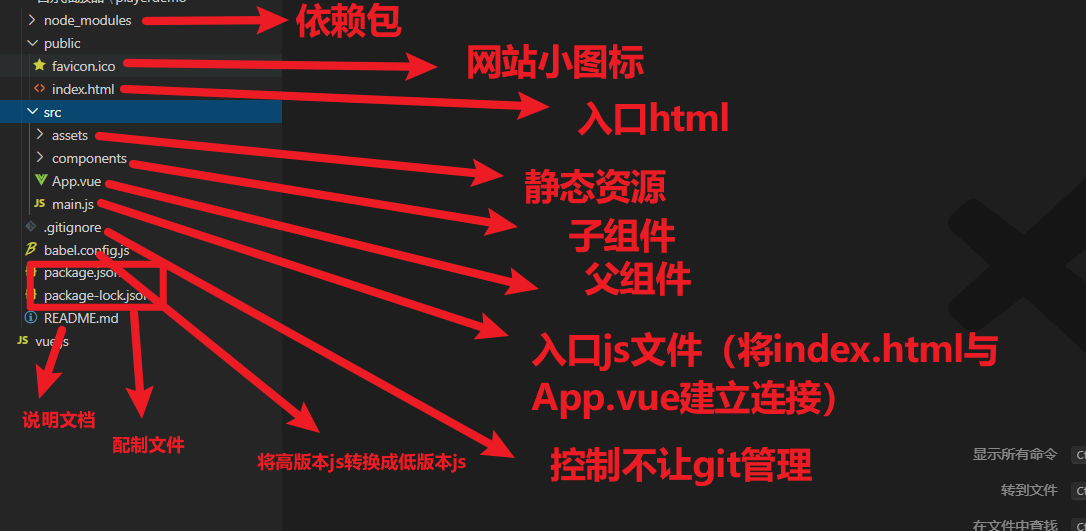 node_modules
依赖包
public
favicon.ico
网站小图标
index.html
入口html
src
assets
静态资源
components
子组件
App.vue
父组件
main.js
入口js文件（将index.html与
App.vue建立连接）
.gitignore
控制不让git管理
babel.config.js
将高版本js转换成低版本js
package.json
package-lock.json
配制文件
README.md
说明文档
vue.js
显示所有命令
转到文件
在文件中查找